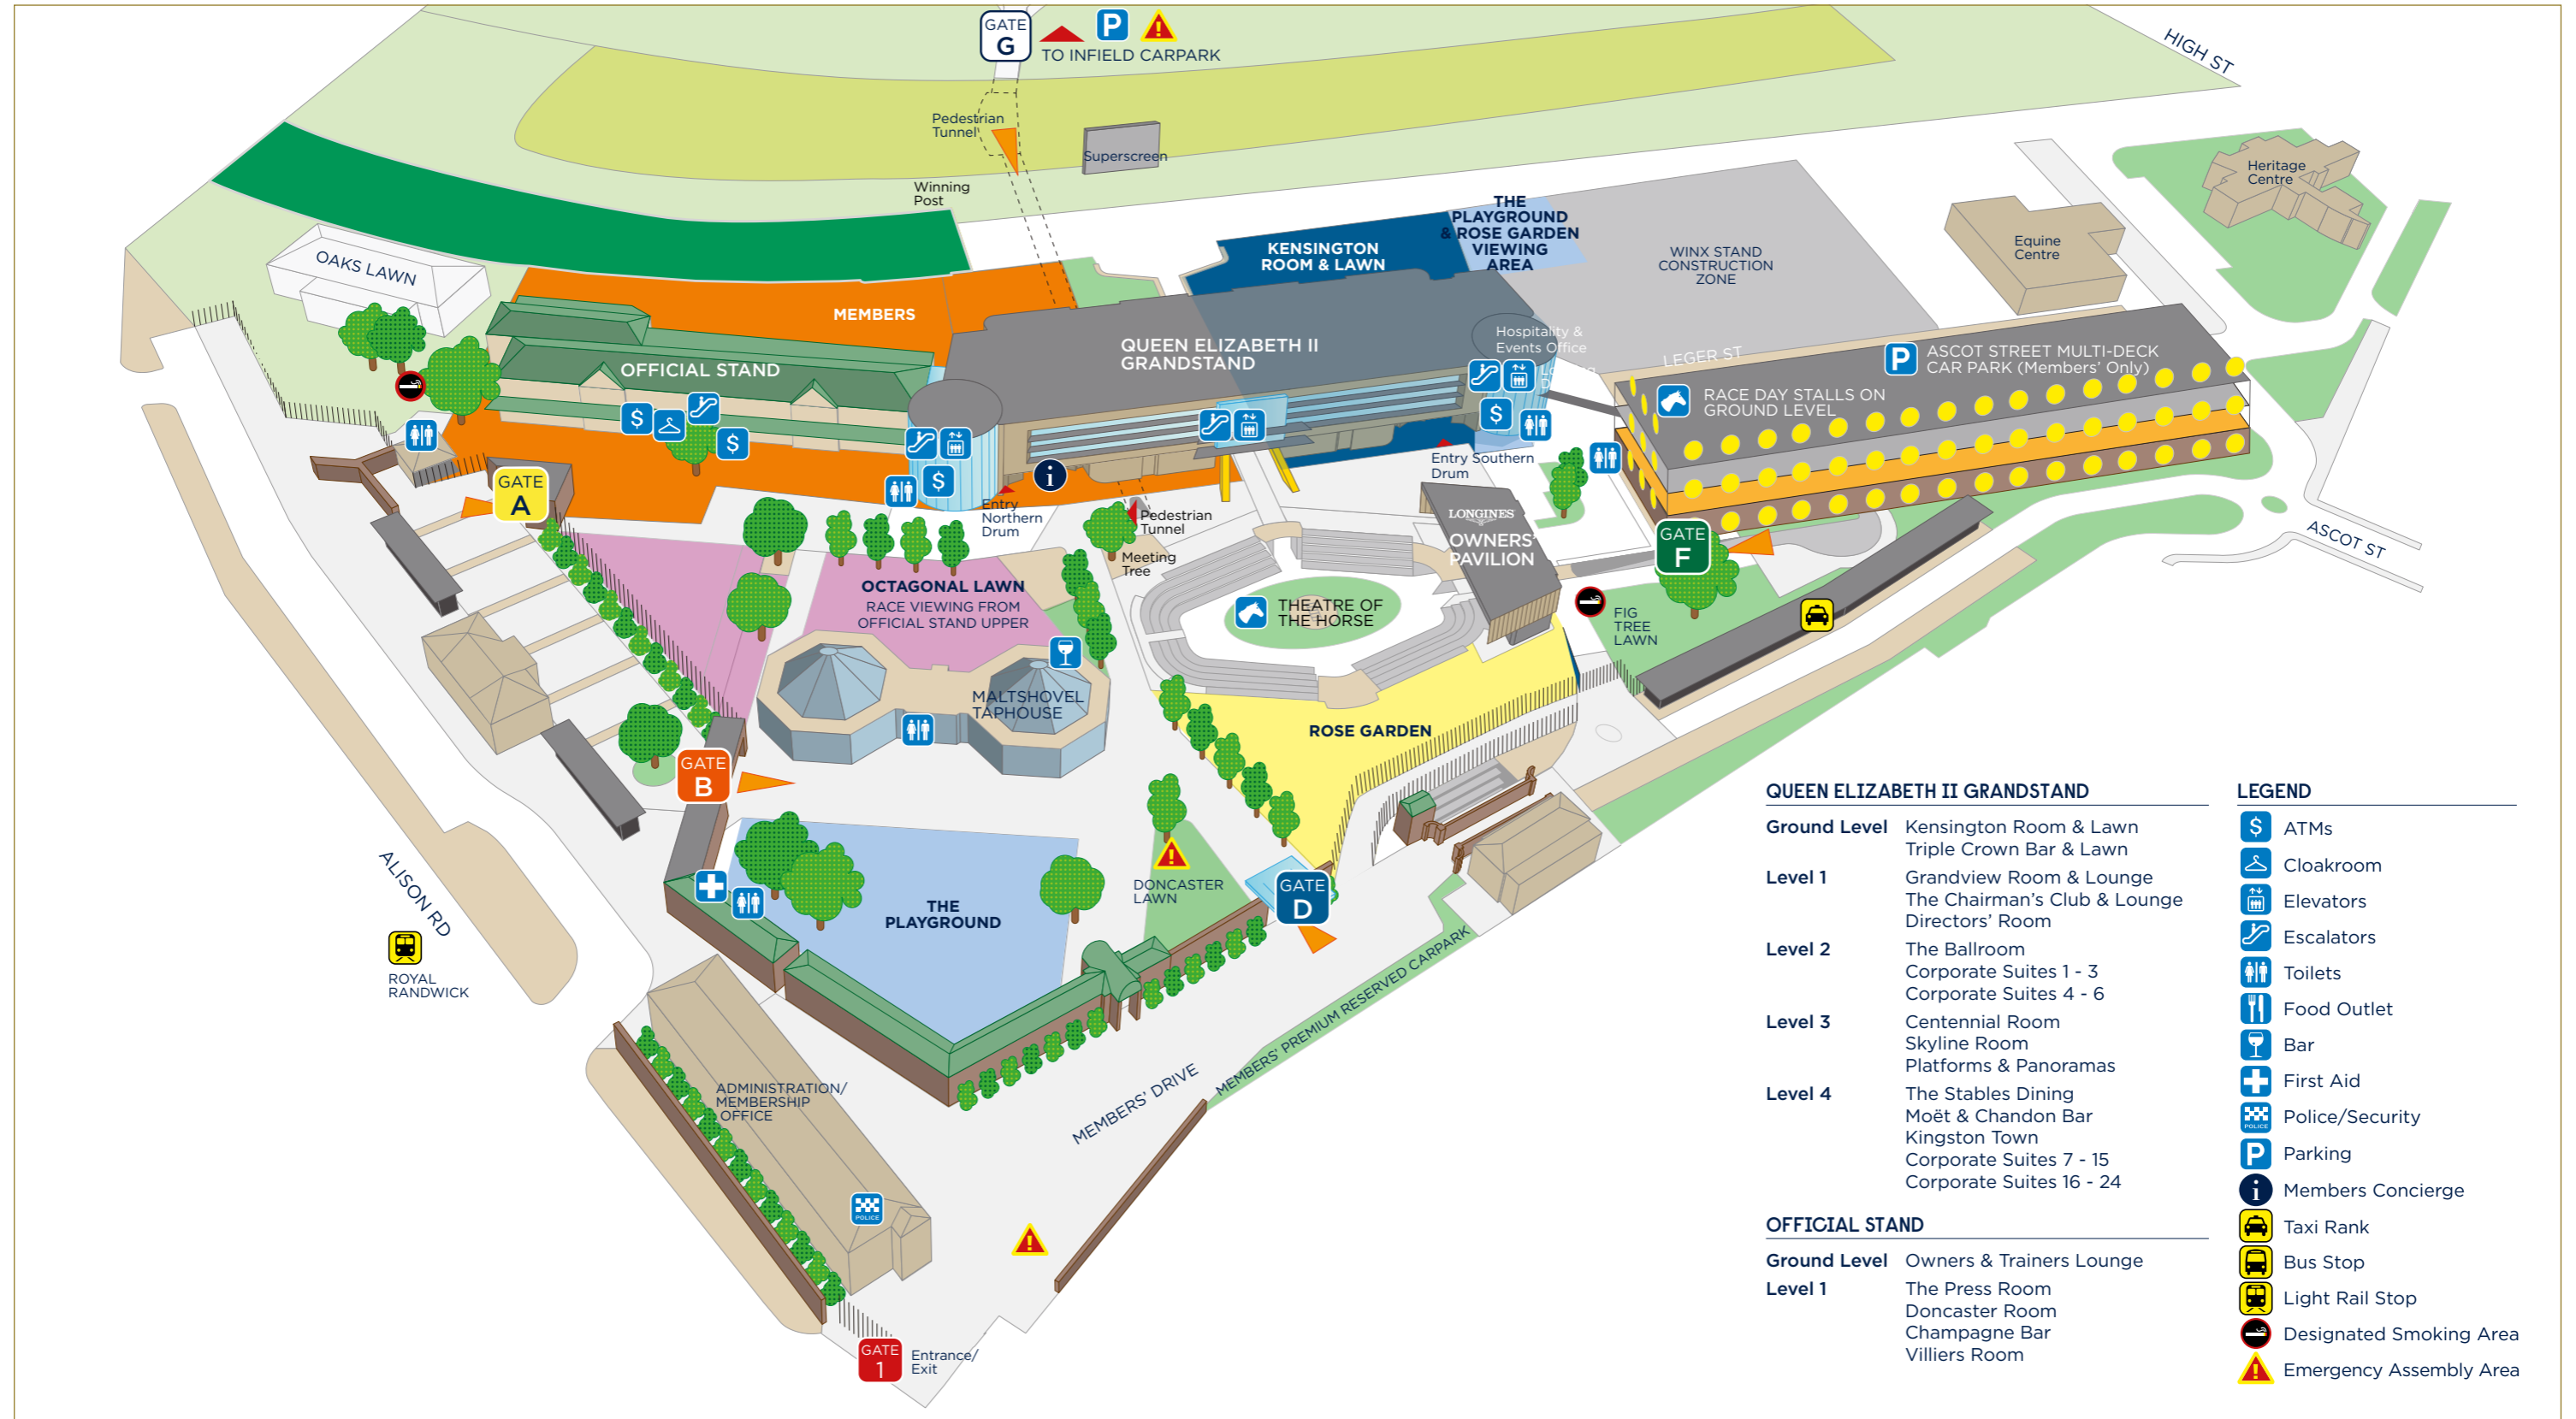 GATE
G
TO INFIELD CARPARK
HIGH ST
Pedestrian
Tunnel
Superscreen
Winning
Post
Heritage
Centre
THE
PLAYGROUND
& ROSE GARDEN
VIEWING
AREA
KENSINGTON
ROOM & LAWN
WINX STAND
CONSTRUCTION
ZONE
Equine
Centre
OAKS LAWN
MEMBERS
QUEEN ELIZABETH II
GRANDSTAND
Hospitality &
Events Office
LEGER ST
P
ASCOT STREET MULTI-DECK
CAR PARK (Members' Only)
OFFICIAL STAND
RACE DAY STALLS ON
GROUND LEVEL
Entry Southern
Drum
GATE
A
Entry
Northern
Drum
Pedestrian
Tunnel
Meeting
Tree
LONGINES
OWNERS'
PAVILION
GATE
F
ASCOT ST
OCTAGONAL LAWN
RACE VIEWING FROM
OFFICIAL STAND UPPER
THEATRE OF
THE HORSE
FIG
TREE
LAWN
MALTSHOVEL
TAPHOUSE
ROSE GARDEN
GATE
B
ALISON RD
ROYAL
RANDWICK
THE
PLAYGROUND
DONCASTER
LAWN
GATE
D
MEMBERS' PREMIUM RESERVED CARPARK
MEMBERS' DRIVE
ADMINISTRATION/
MEMBERSHIP
OFFICE
POLICE
GATE
1
Entrance/
Exit
QUEEN ELIZABETH II GRANDSTAND
Ground Level Kensington Room & Lawn
Triple Crown Bar & Lawn
Level 1 Grandview Room & Lounge
The Chairman's Club & Lounge
Directors' Room
Level 2 The Ballroom
Corporate Suites 1 - 3
Corporate Suites 4 - 6
Level 3 Centennial Room
Skyline Room
Platforms & Panoramas
Level 4 The Stables Dining
Moët & Chandon Bar
Kingston Town
Corporate Suites 7 - 15
Corporate Suites 16 - 24
OFFICIAL STAND
Ground Level Owners & Trainers Lounge
Level 1 The Press Room
Doncaster Room
Champagne Bar
Villiers Room
LEGEND
$ ATMs
Cloakroom
Elevators
Escalators
Toilets
Food Outlet
Bar
First Aid
POLICE Police/Security
P Parking
i Members Concierge
Taxi Rank
Bus Stop
Light Rail Stop
Designated Smoking Area
Emergency Assembly Area